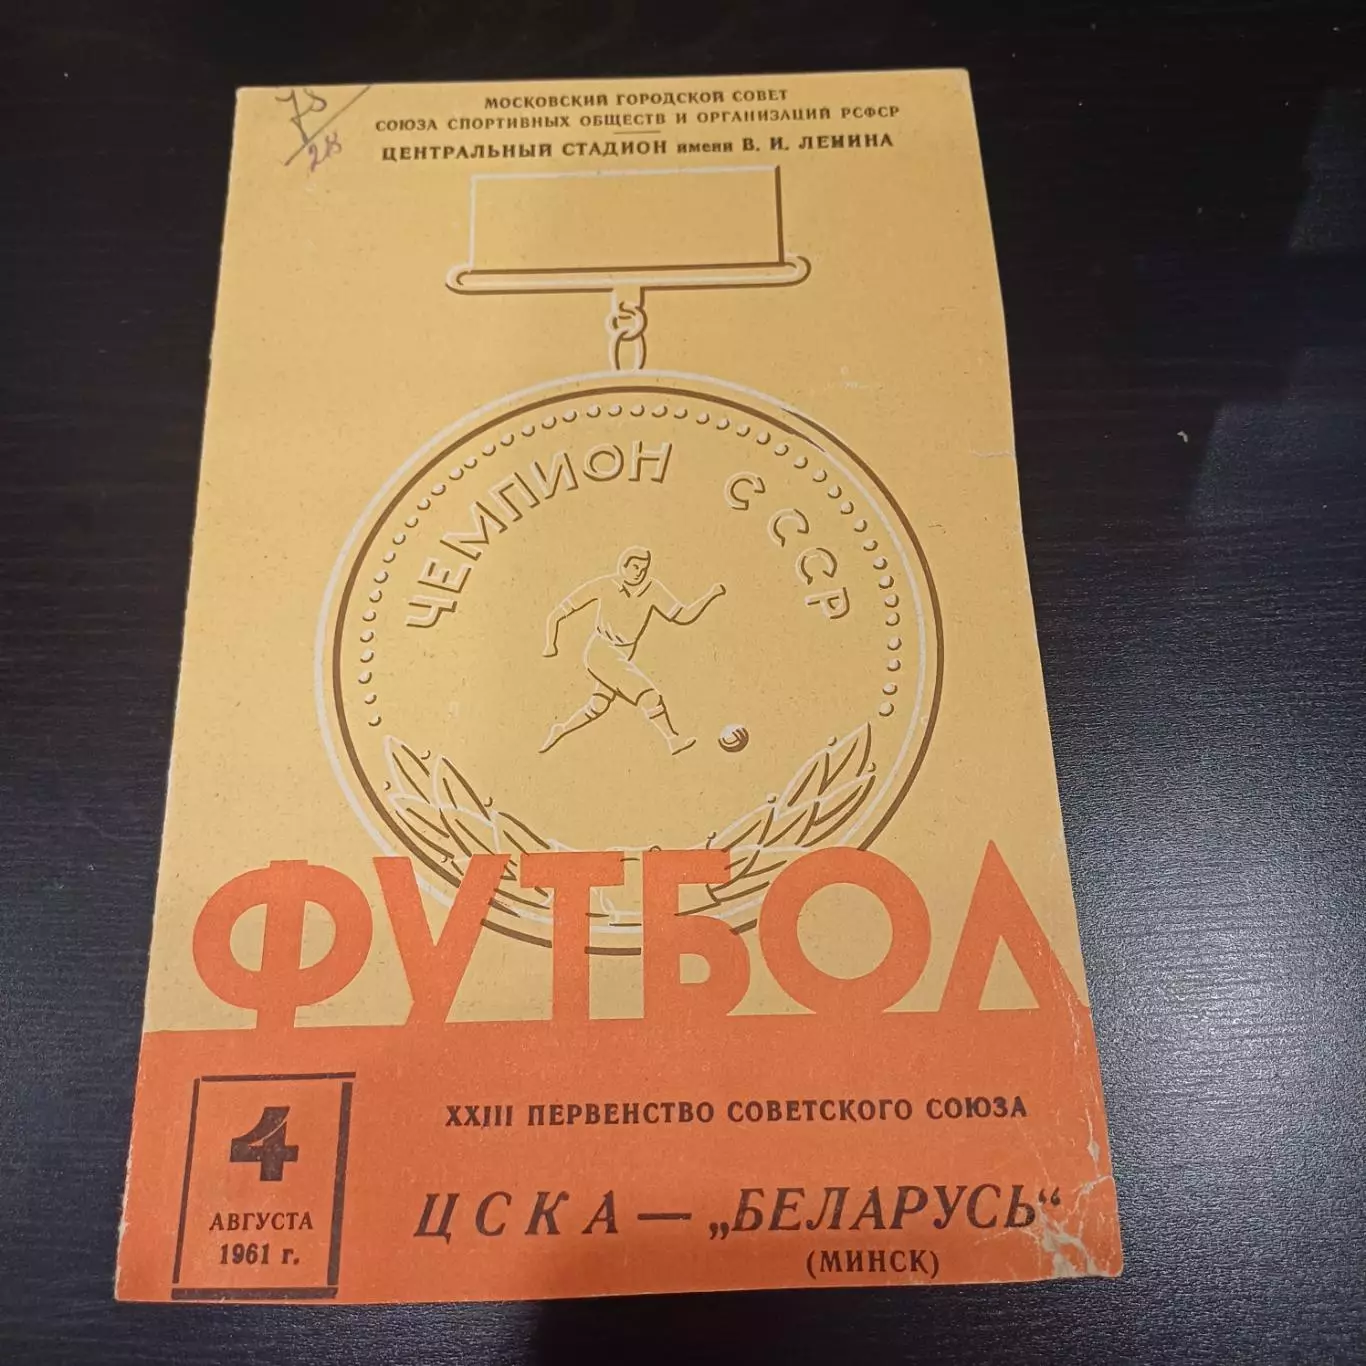 78
28
МОСКОВСКИЙ ГОРОДСКОЙ СОВЕТ
СОЮЗА СПОРТИВНЫХ ОБЩЕСТВ И ОРГАНИЗАЦИЙ РСФСР
ЦЕНТРАЛЬНЫЙ СТАДИОН имени В. И. ЛЕНИНА
ЧЕМПИОН СССР
ФУТБОЛ
4
АВГУСТА
1961 г.
XXIII ПЕРВЕНСТВО СОВЕТСКОГО СОЮЗА
ЦСКА — „БЕЛАРУСЬ“
(МИНСК)